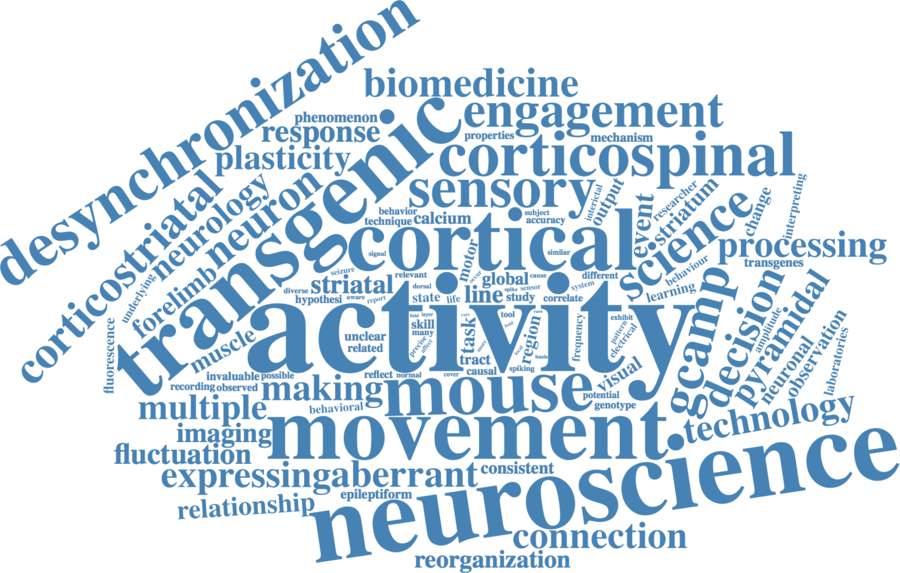 desynchronization
biomedicine
engagement
phenomenon
response
properties
mechanism
plasticity
transgenic
corticospinal
sensory
interictal
output
researcher
striatum
event
science
change
interpreting
corticostriatal
neurology
neuron
behavior
technique
calcium
subject
accuracy
cortical
signal
motor
similar
processing
transgenes
underlying
forelimb
seizure
striatal
relevant
dorsal
global
cause
different
behaviour
learning
diverse
hypothesi
aware
report
state
life
line
spike
sensor
study
system
correlate
activity
gcamp
decision
pyramidal
fluorescence
muscle
unclear
related
field
layer
skill
many
precise
affect
task
tract
causal
tool
region
basis
spiking
frequency
exhibit
pattern
electrical
amplitude
neuronal
observation
laboratories
invaluable
possible
recording
observed
reflect
normal
cover
visual
potential
genotype
making
mouse
multiple
behavioral
movement
technology
imaging
fluctuation
expressing
aberrant
consistent
neuroscience
relationship
epileptiform
connection
reorganization